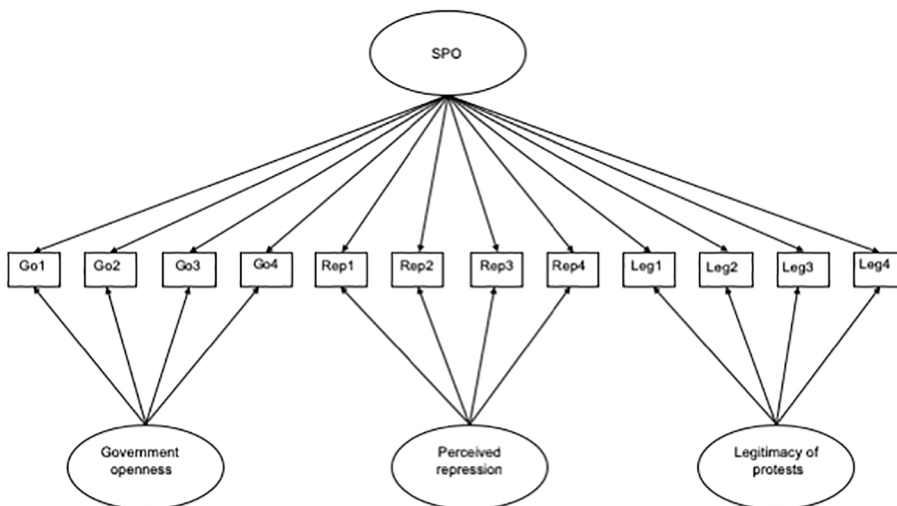 SPO
Go1
Go2
Go3
Go4
Rep1
Rep2
Rep3
Rep4
Leg1
Leg2
Leg3
Leg4
Government
openness
Perceived
repression
Legitimacy of
protests